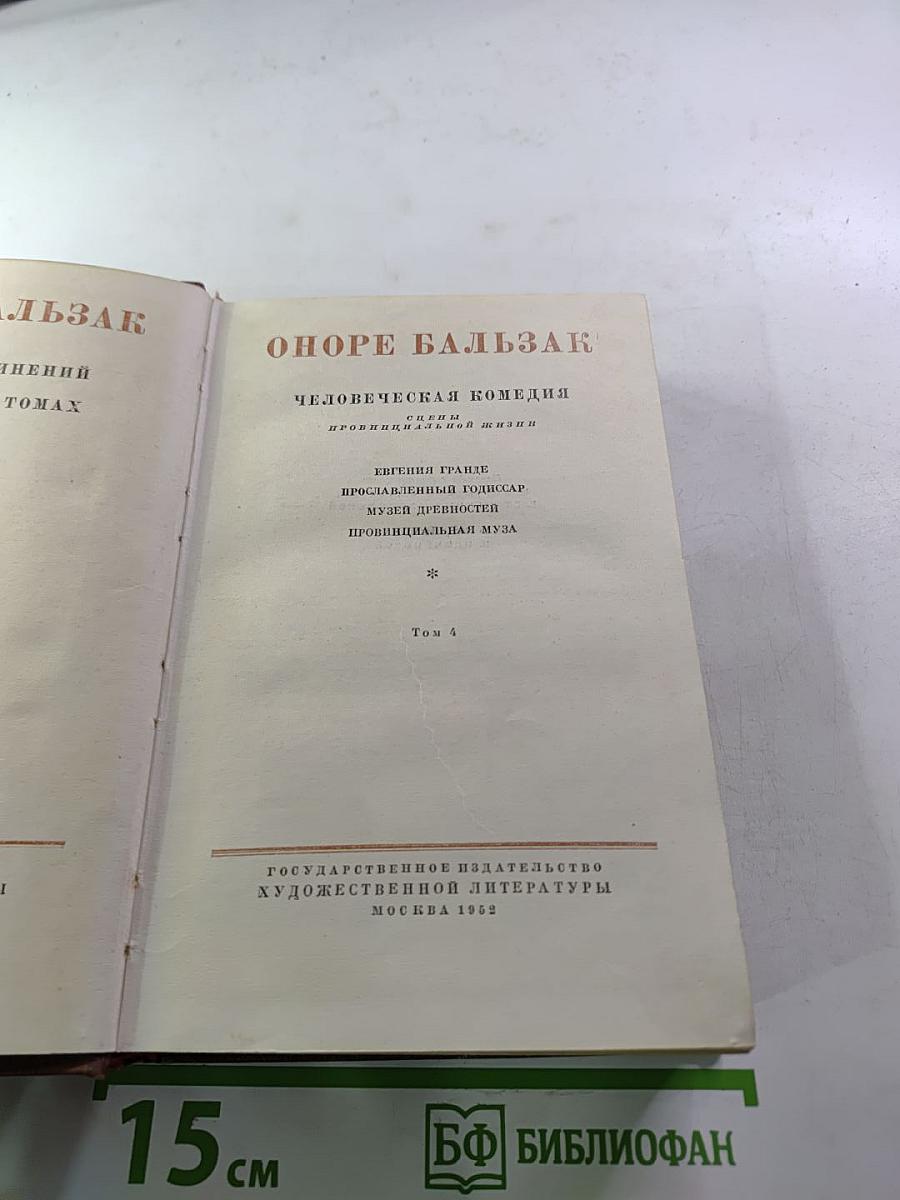 АЛЬЗАК
ИНЕНИЙ
ТОМАХ
ОНОРЕ БАЛЬЗАК
ЧЕЛОВЕЧЕСКАЯ КОМЕДИЯ
СЦЕНЫ
ПРОВИНЦИАЛЬНОЙ ЖИЗНИ
ЕВГЕНИЯ ГРАНДЕ
ПРОСЛАВЛЕННЫЙ ГОДИССАР
МУЗЕЙ ДРЕВНОСТЕЙ
ПРОВИНЦИАЛЬНАЯ МУЗА
*
Том 4
ГОСУДАРСТВЕННОЕ ИЗДАТЕЛЬСТВО
ХУДОЖЕСТВЕННОЙ ЛИТЕРАТУРЫ
МОСКВА 1952
15 см
БФ БИБЛИОФАН